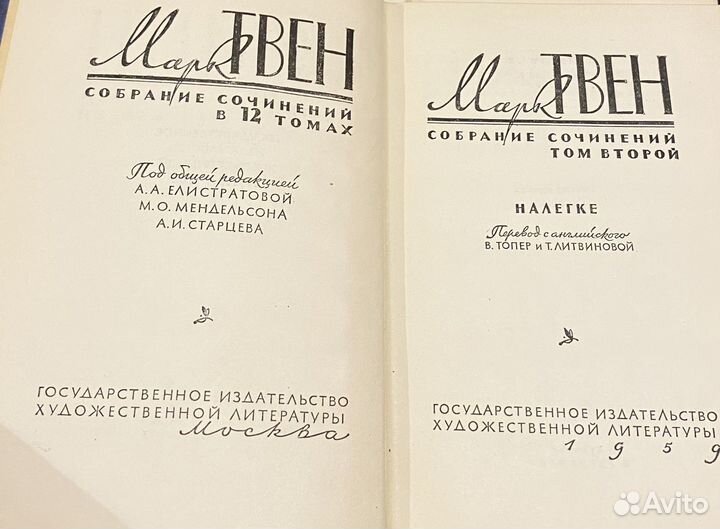 Марк ТВЕН
СОБРАНИЕ СОЧИНЕНИЙ
В 12 ТОМАХ
Под общей редакцией
А.А. ЕЛИСТРАТОВОЙ
М.О. МЕНДЕЛЬСОНА
А.И. СТАРЦЕВА
ГОСУДАРСТВЕННОЕ ИЗДАТЕЛЬСТВО
ХУДОЖЕСТВЕННОЙ ЛИТЕРАТУРЫ
Москва
Марк ТВЕН
СОБРАНИЕ СОЧИНЕНИЙ
ТОМ ВТОРОЙ
НАЛЕГКЕ
Перевод с английского
В. ТОПЕР и Т. ЛИТВИНОВОЙ
ГОСУДАРСТВЕННОЕ ИЗДАТЕЛЬСТВО
ХУДОЖЕСТВЕННОЙ ЛИТЕРАТУРЫ
1959
Avito